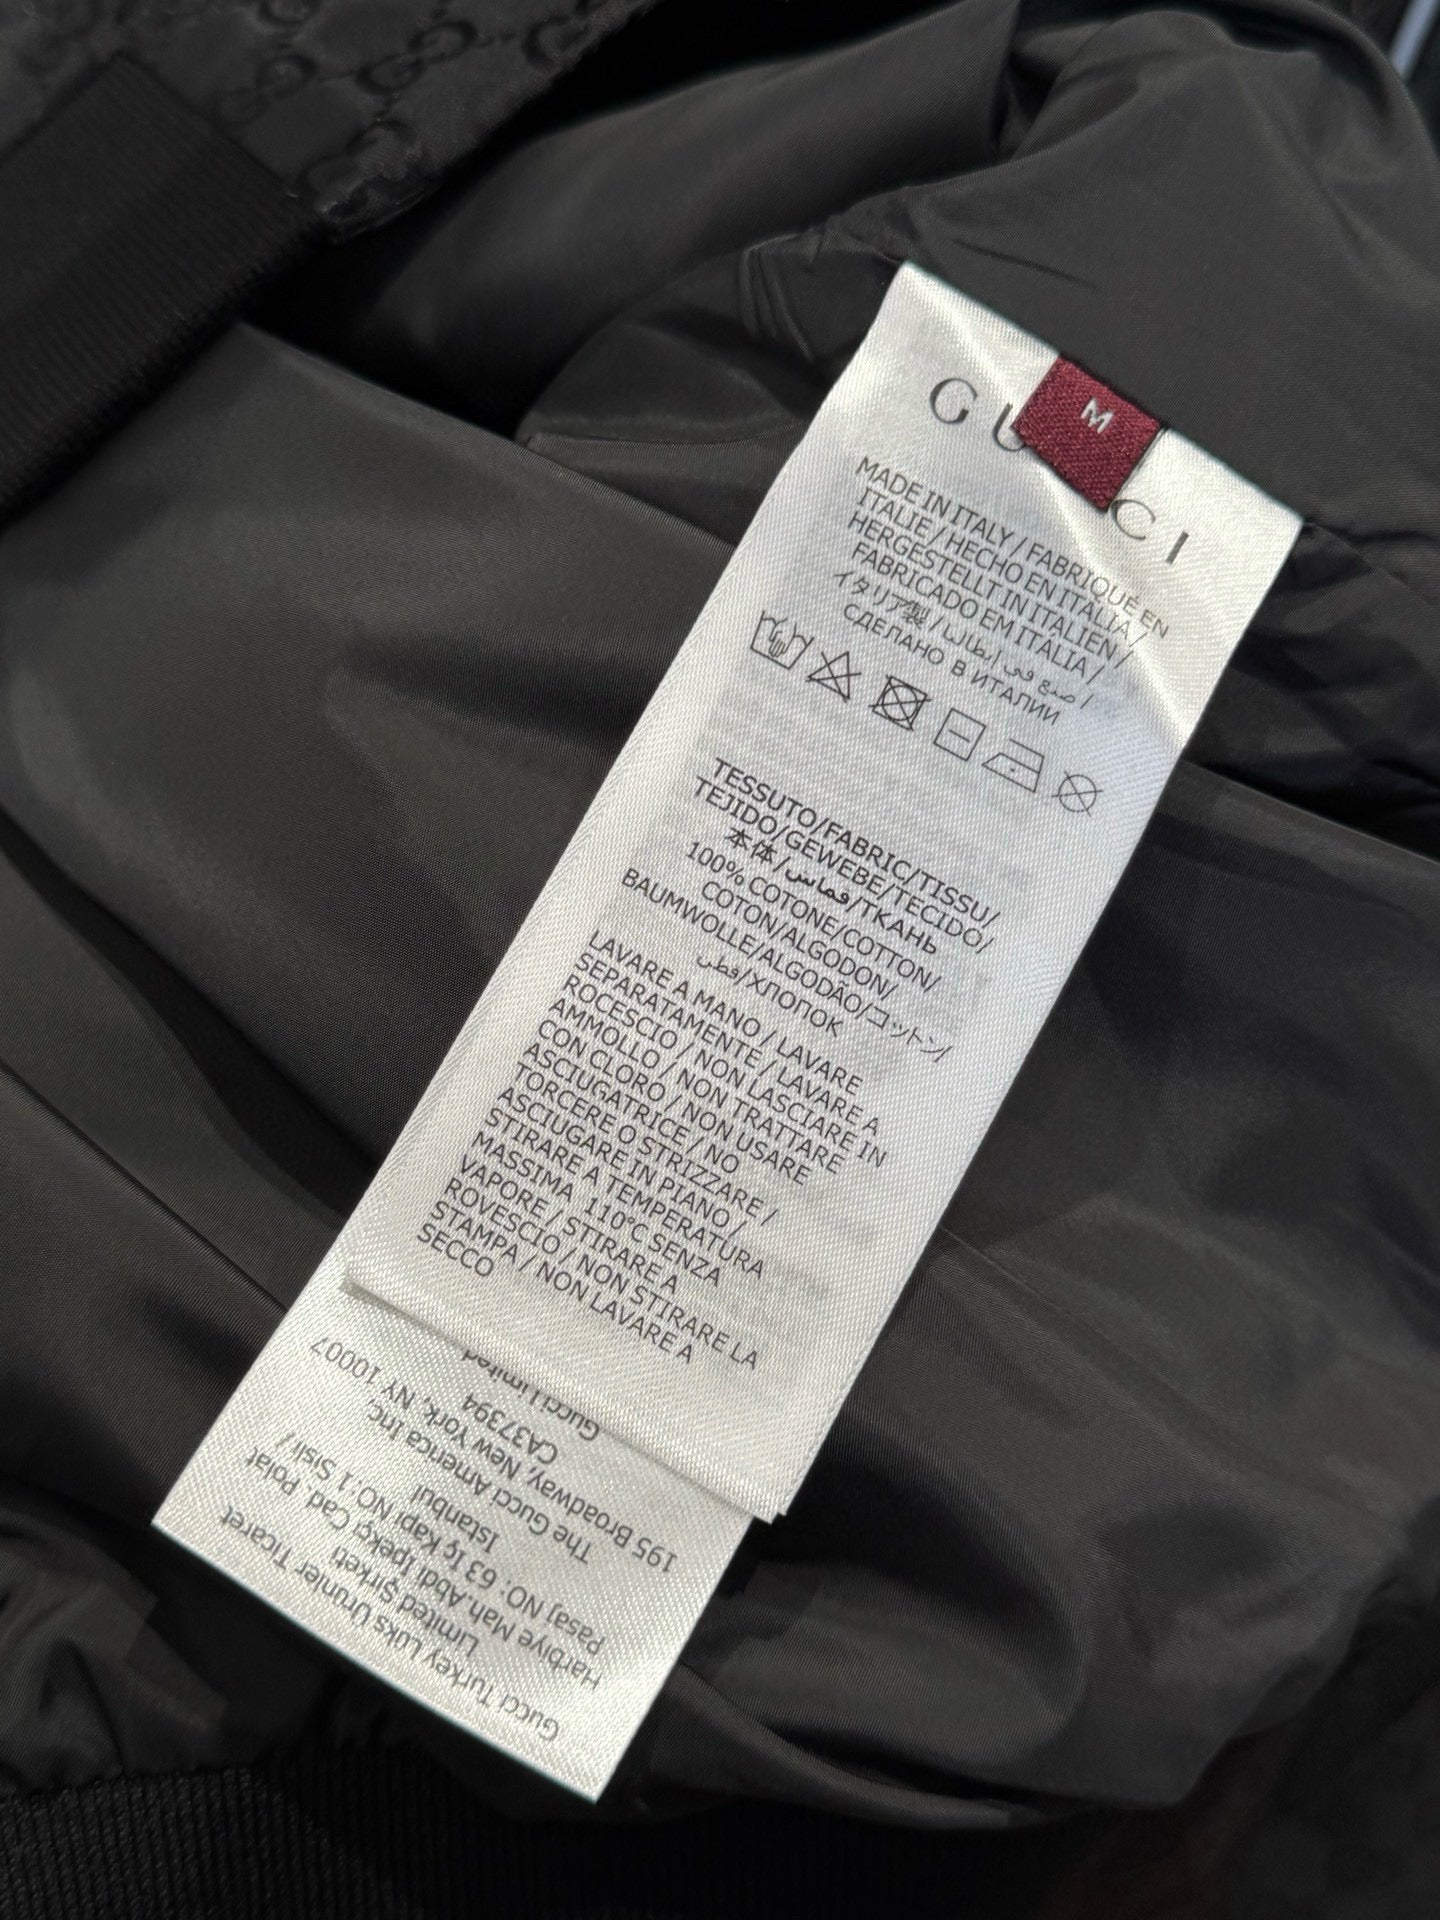 M
GUCCI
MADE IN ITALY / FABRIQUÉ EN
ITALIE / HECHO EN ITALIA /
HERGESTELLT IN ITALIEN /
FABRICADO EM ITALIA /
イタリア製 / صنع في إيطاليا /
СДЕЛАНО В ИТАЛИИ
TESSUTO/FABRIC/TISSU/
TEJIDO/GEWEBE/TECIDO/
本体/قماس/ТКАНЬ
100% COTONE/COTTON/
COTON/ALGODON/
BAUMWOLLE/ALGODÃO/コットン/
قطن/ХЛОПОК
LAVARE A MANO / LAVARE
SEPARATAMENTE / LAVARE A
ROCESCIO / NON LASCIARE IN
AMMOLLO / NON TRATTARE
CON CLORO / NON USARE
ASCIUGATRICE / NO
TORCERE O STRIZZARE /
ASCIUGARE IN PIANO /
STIRARE A TEMPERATURA
MASSIMA 110°C SENZA
VAPORE / STIRARE A
ROVESCIO / NON STIRARE LA
STAMPA / NON LAVARE A
SECCO
Gucci Turkey Luks Urunler Ticaret
Limited Şirketi
Harbiye Mah.Abdi Ipekçi Cad Polat
Pasaj NO: 63 Iç Kapi NO:1 Sisli /
Istanbul
The Gucci America Inc,
195 Broadway, New York, NY 10007
CA37394
Gucci Limited